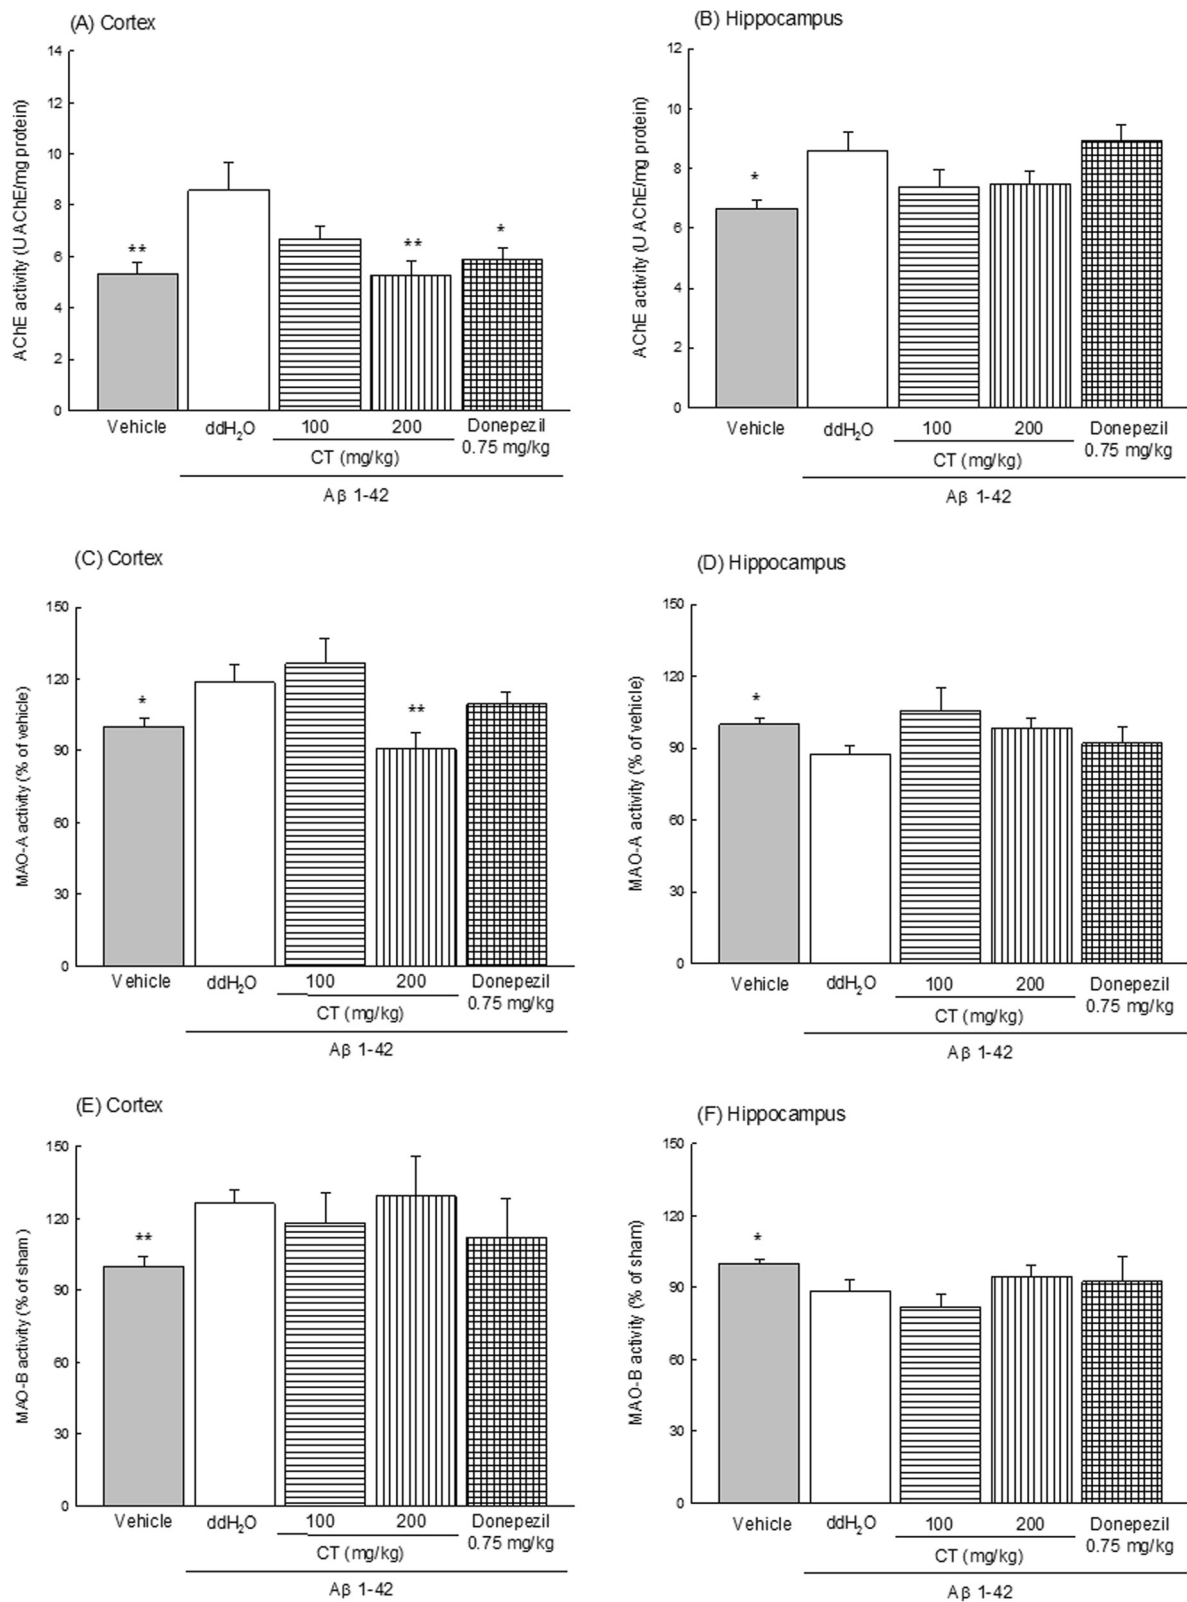 (A) Cortex
AChE activity (U AChE/mg protein)
14
12
10
8
6
4
2
0
**
**
*
Vehicle ddH₂O 100 200 Donepezil
0.75 mg/kg
CT (mg/kg)
Aβ 1-42
(B) Hippocampus
AChE activity (U AChE/mg protein)
12
10
8
6
4
2
0
*
Vehicle ddH₂O 100 200 Donepezil
0.75 mg/kg
CT (mg/kg)
Aβ 1-42
(C) Cortex
MAO-A activity (% of vehicle)
150
120
90
60
30
0
*
**
Vehicle ddH₂O 100 200 Donepezil
0.75 mg/kg
CT (mg/kg)
Aβ 1-42
(D) Hippocampus
MAO-A activity (% of vehicle)
150
120
90
60
30
0
*
Vehicle ddH₂O 100 200 Donepezil
0.75 mg/kg
CT (mg/kg)
Aβ 1-42
(E) Cortex
MAO-B activity (% of sham )
150
120
90
60
30
0
**
Vehicle ddH₂O 100 200 Donepezil
0.75 mg/kg
CT (mg/kg)
Aβ 1-42
(F) Hippocampus
MAO-B activity (% of sham)
150
120
90
60
30
0
*
Vehicle ddH₂O 100 200 Donepezil
0.75 mg/kg
CT (mg/kg)
Aβ 1-42